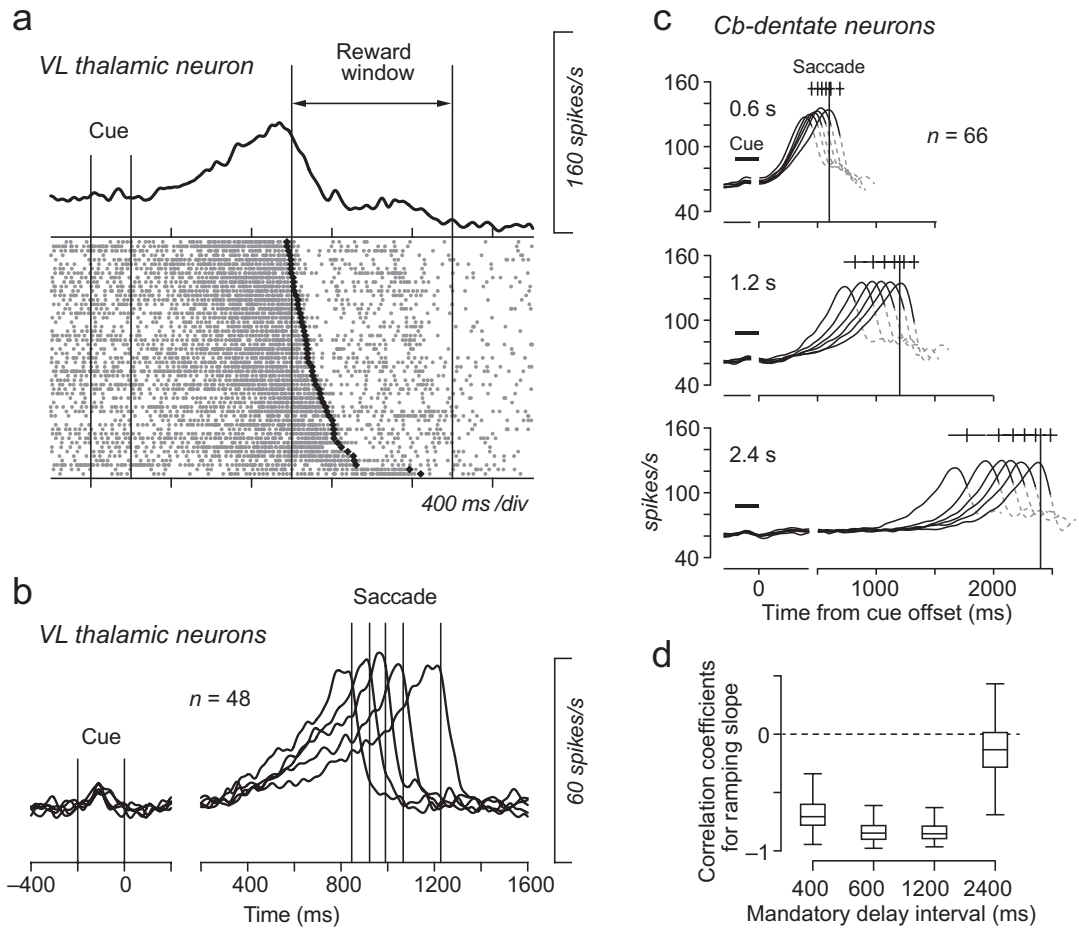 a
VL thalamic neuron
Cue
Reward
window
160 spikes/s
400 ms /div
b
VL thalamic neurons
Saccade
n = 48
Cue
60 spikes/s
–400 0 400 800 1200 1600
Time (ms)
c
Cb-dentate neurons
Saccade
160
0.6 s
n = 66
100
Cue
40
160
1.2 s
100
40
160
2.4 s
100
40
spikes/s
0 1000 2000
Time from cue offset (ms)
d
Correlation coefficients
for ramping slope
0
–1
400 600 1200 2400
Mandatory delay interval (ms)